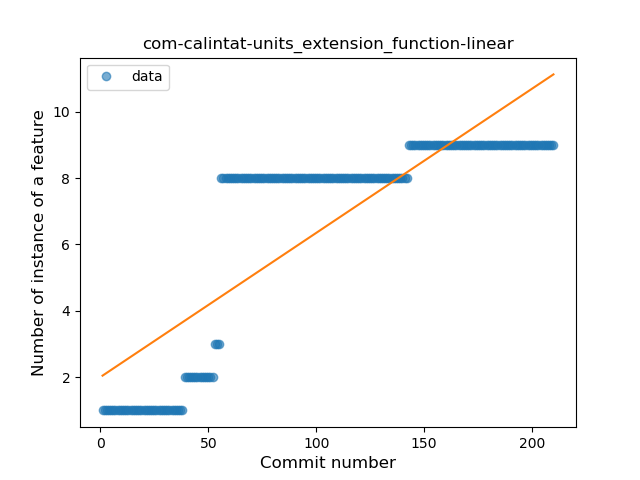 com-calintat-units_extension_function-linear
data
Number of instance of a feature
10
8
6
4
2
0
50
100
150
200
Commit number